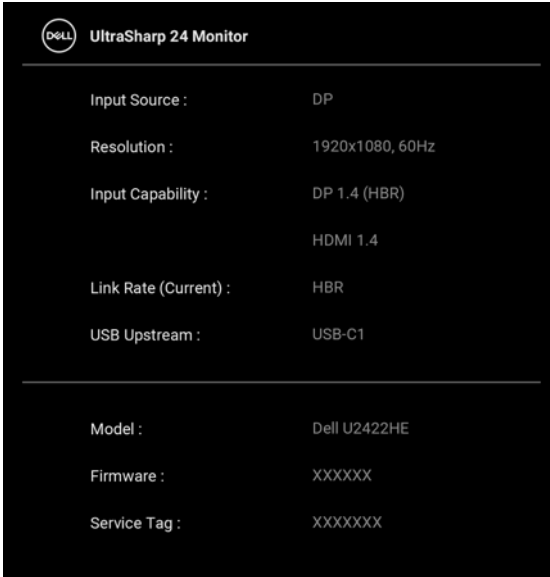 DELL UltraSharp 24 Monitor
Input Source : DP
Resolution : 1920x1080, 60Hz
Input Capability : DP 1.4 (HBR)
HDMI 1.4
Link Rate (Current) : HBR
USB Upstream : USB-C1
Model : Dell U2422HE
Firmware : XXXXXX
Service Tag : XXXXXXX